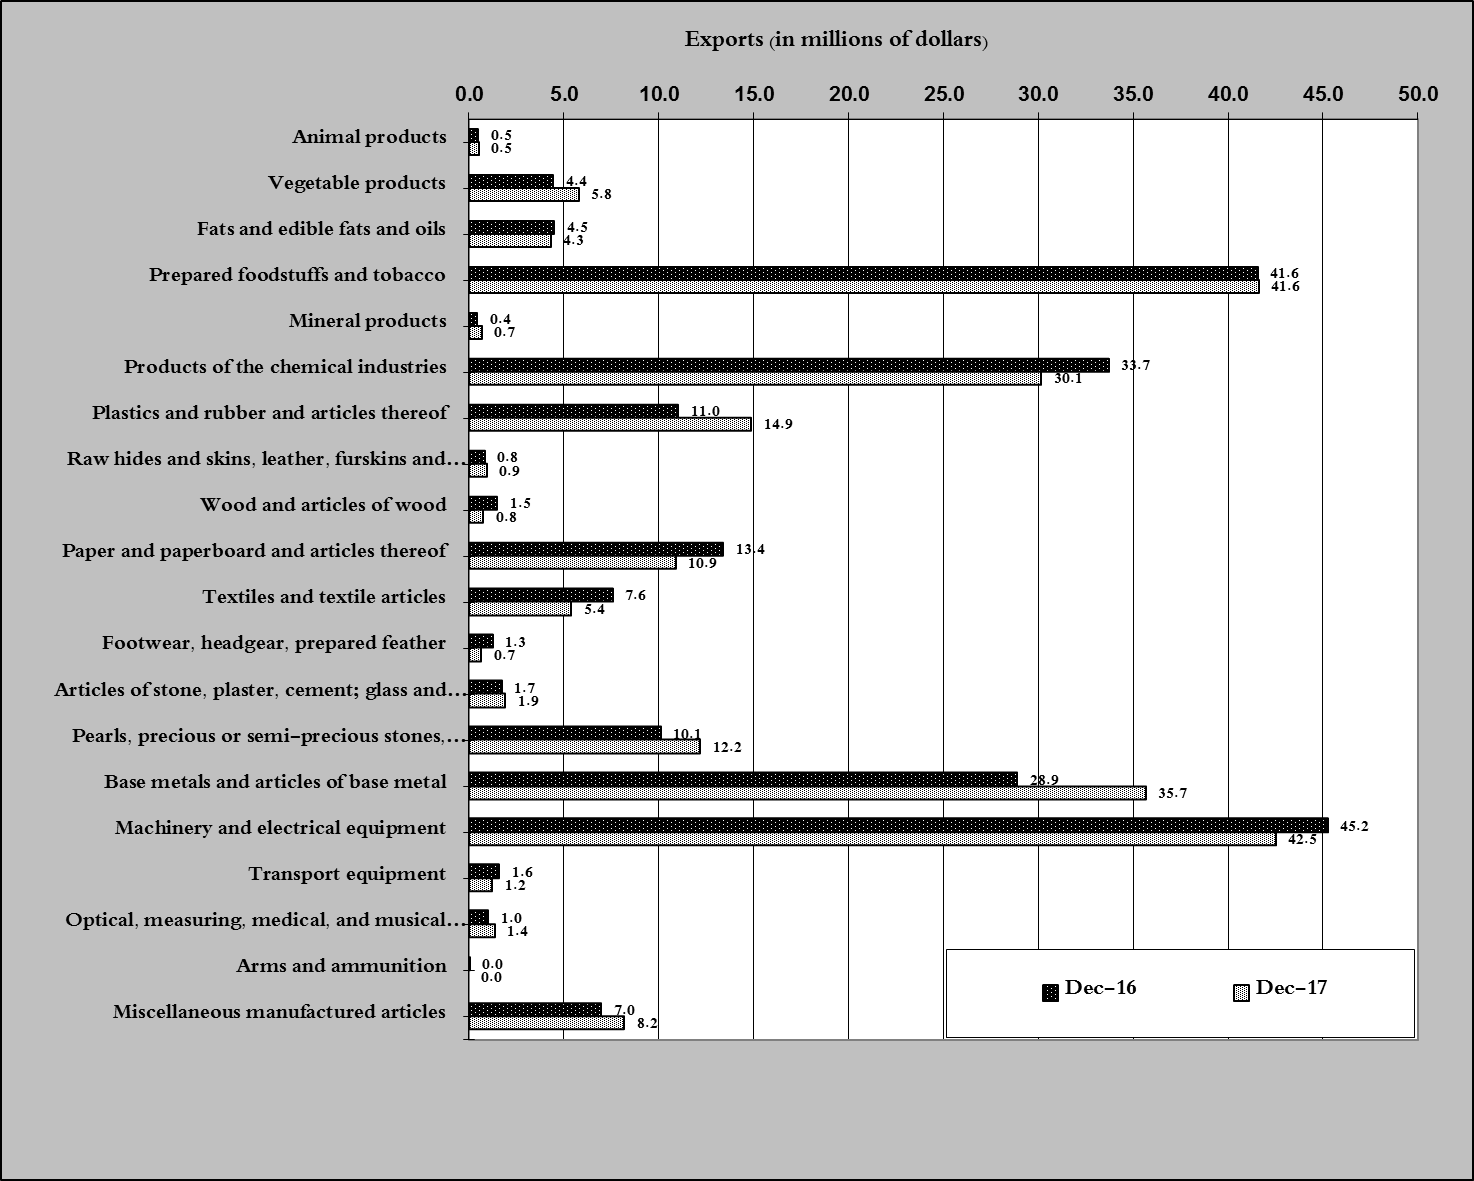 Exports (in millions of dollars)
0.0 5.0 10.0 15.0 20.0 25.0 30.0 35.0 40.0 45.0 50.0
Animal products 0.5
0.5
Vegetable products 4.4
5.8
Fats and edible fats and oils 4.5
4.3
Prepared foodstuffs and tobacco 41.6
41.6
Mineral products 0.4
0.7
Products of the chemical industries 33.7
30.1
Plastics and rubber and articles thereof 11.0
14.9
Raw hides and skins, leather, furskins and... 0.8
0.9
Wood and articles of wood 1.5
0.8
Paper and paperboard and articles thereof 13.4
10.9
Textiles and textile articles 7.6
5.4
Footwear, headgear, prepared feather 1.3
0.7
Articles of stone, plaster, cement; glass and... 1.7
1.9
Pearls, precious or semi-precious stones,... 10.1
12.2
Base metals and articles of base metal 28.9
35.7
Machinery and electrical equipment 45.2
42.5
Transport equipment 1.6
1.2
Optical, measuring, medical, and musical... 1.0
1.4
Arms and ammunition 0.0
0.0
Miscellaneous manufactured articles 7.0
8.2
Dec-16 Dec-17